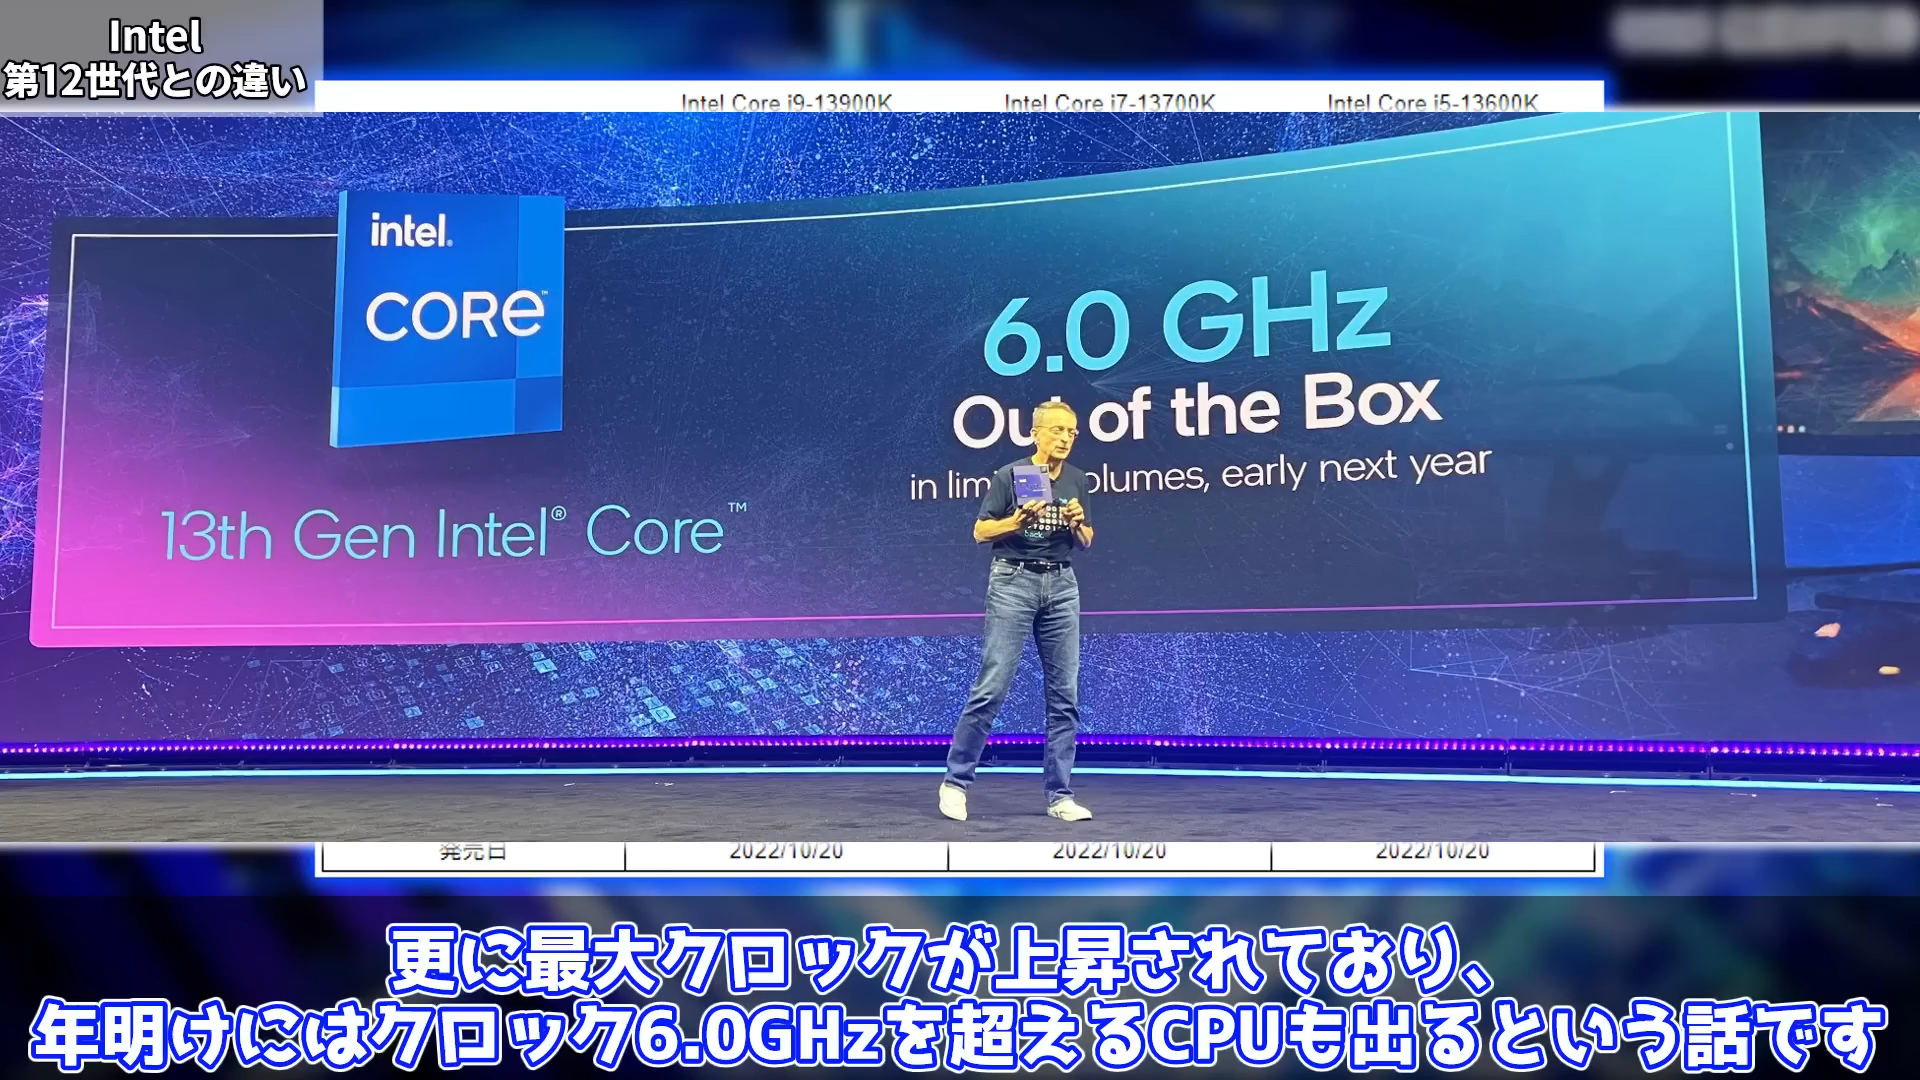 Intel
第12世代との違い
Intel Core i9-13900K Intel Core i7-13700K Intel Core i5-13600K
intel.
CORE™
13th Gen Intel® Core™
6.0 GHz
Out of the Box
in volumes, early next year
back
発売日 2022/10/20 2022/10/20 2022/10/20
更に最大クロックが上昇されており、
年明けにはクロック6.0GHzを超えるCPUも出るという話です